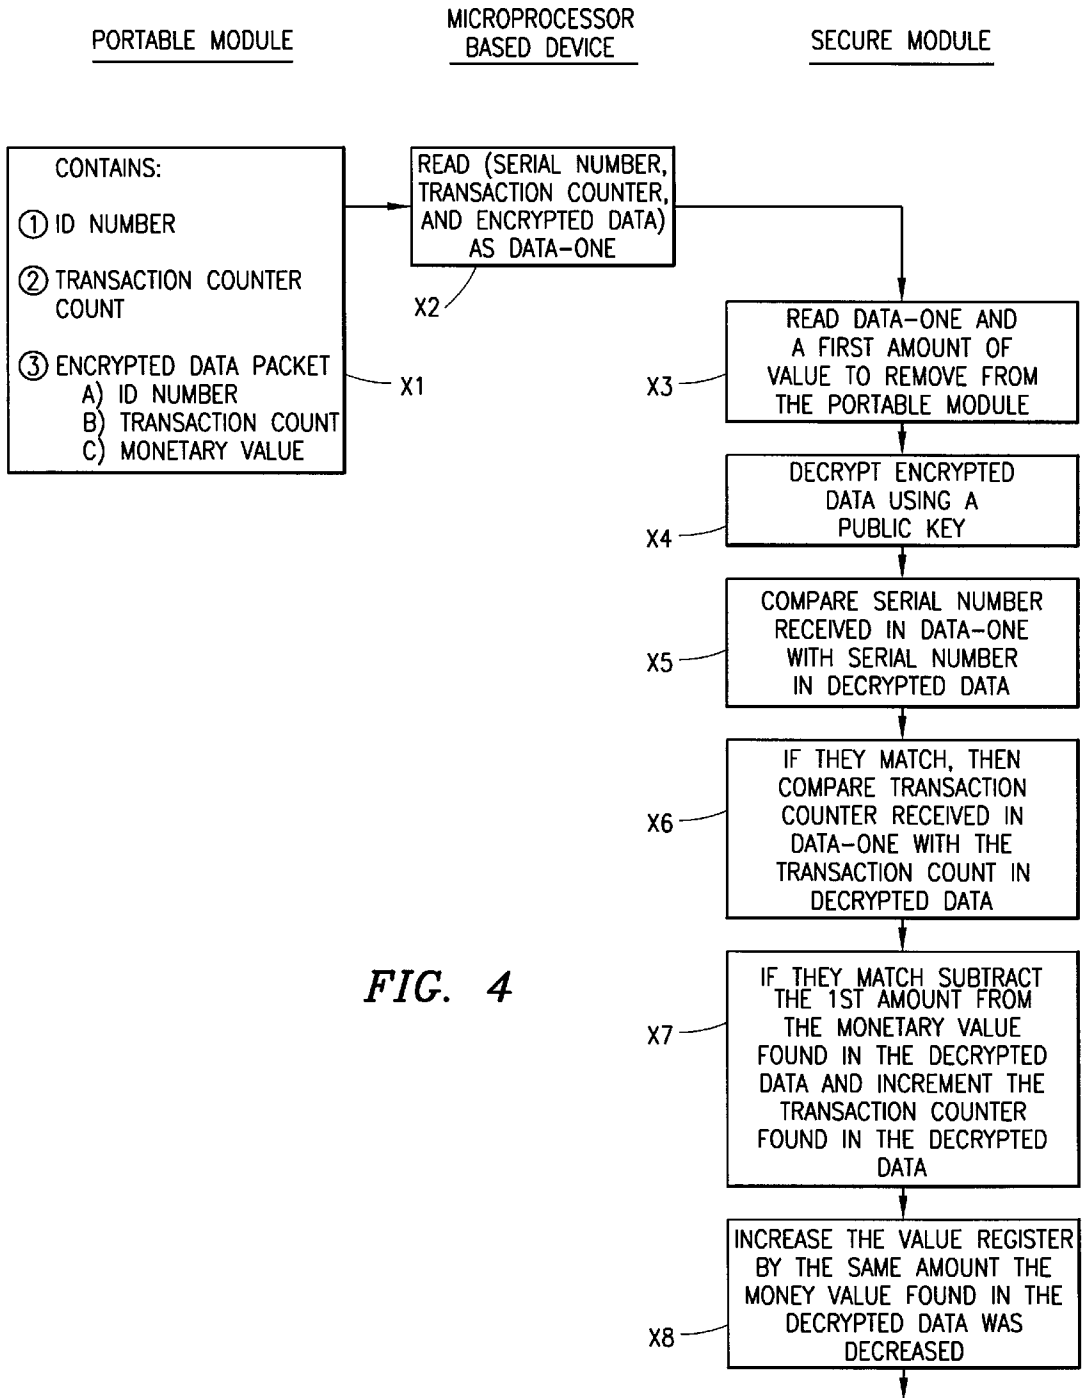 PORTABLE MODULE
MICROPROCESSOR
BASED DEVICE
SECURE MODULE
CONTAINS:
① ID NUMBER
② TRANSACTION COUNTER
COUNT
③ ENCRYPTED DATA PACKET
A) ID NUMBER
B) TRANSACTION COUNT
C) MONETARY VALUE
X1
READ (SERIAL NUMBER,
TRANSACTION COUNTER,
AND ENCRYPTED DATA)
AS DATA-ONE
X2
READ DATA-ONE AND
A FIRST AMOUNT OF
VALUE TO REMOVE FROM
THE PORTABLE MODULE
X3
DECRYPT ENCRYPTED
DATA USING A
PUBLIC KEY
X4
COMPARE SERIAL NUMBER
RECEIVED IN DATA-ONE
WITH SERIAL NUMBER
IN DECRYPTED DATA
X5
IF THEY MATCH, THEN
COMPARE TRANSACTION
COUNTER RECEIVED IN
DATA-ONE WITH THE
TRANSACTION COUNT IN
DECRYPTED DATA
X6
IF THEY MATCH SUBTRACT
THE 1ST AMOUNT FROM
THE MONETARY VALUE
FOUND IN THE DECRYPTED
DATA AND INCREMENT THE
TRANSACTION COUNTER
FOUND IN THE DECRYPTED
DATA
X7
INCREASE THE VALUE REGISTER
BY THE SAME AMOUNT THE
MONEY VALUE FOUND IN THE
DECRYPTED DATA WAS
DECREASED
X8
FIG. 4